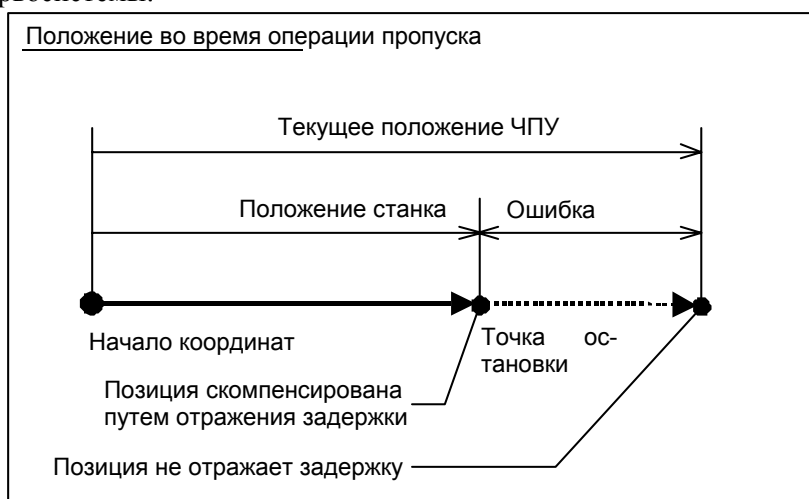 Положение во время операции пропуска
Текущее положение ЧПУ
Положение станка
Ошибка
Начало координат
Точка ос-
тановки
Позиция скомпенсирована
путем отражения задержки
Позиция не отражает задержку